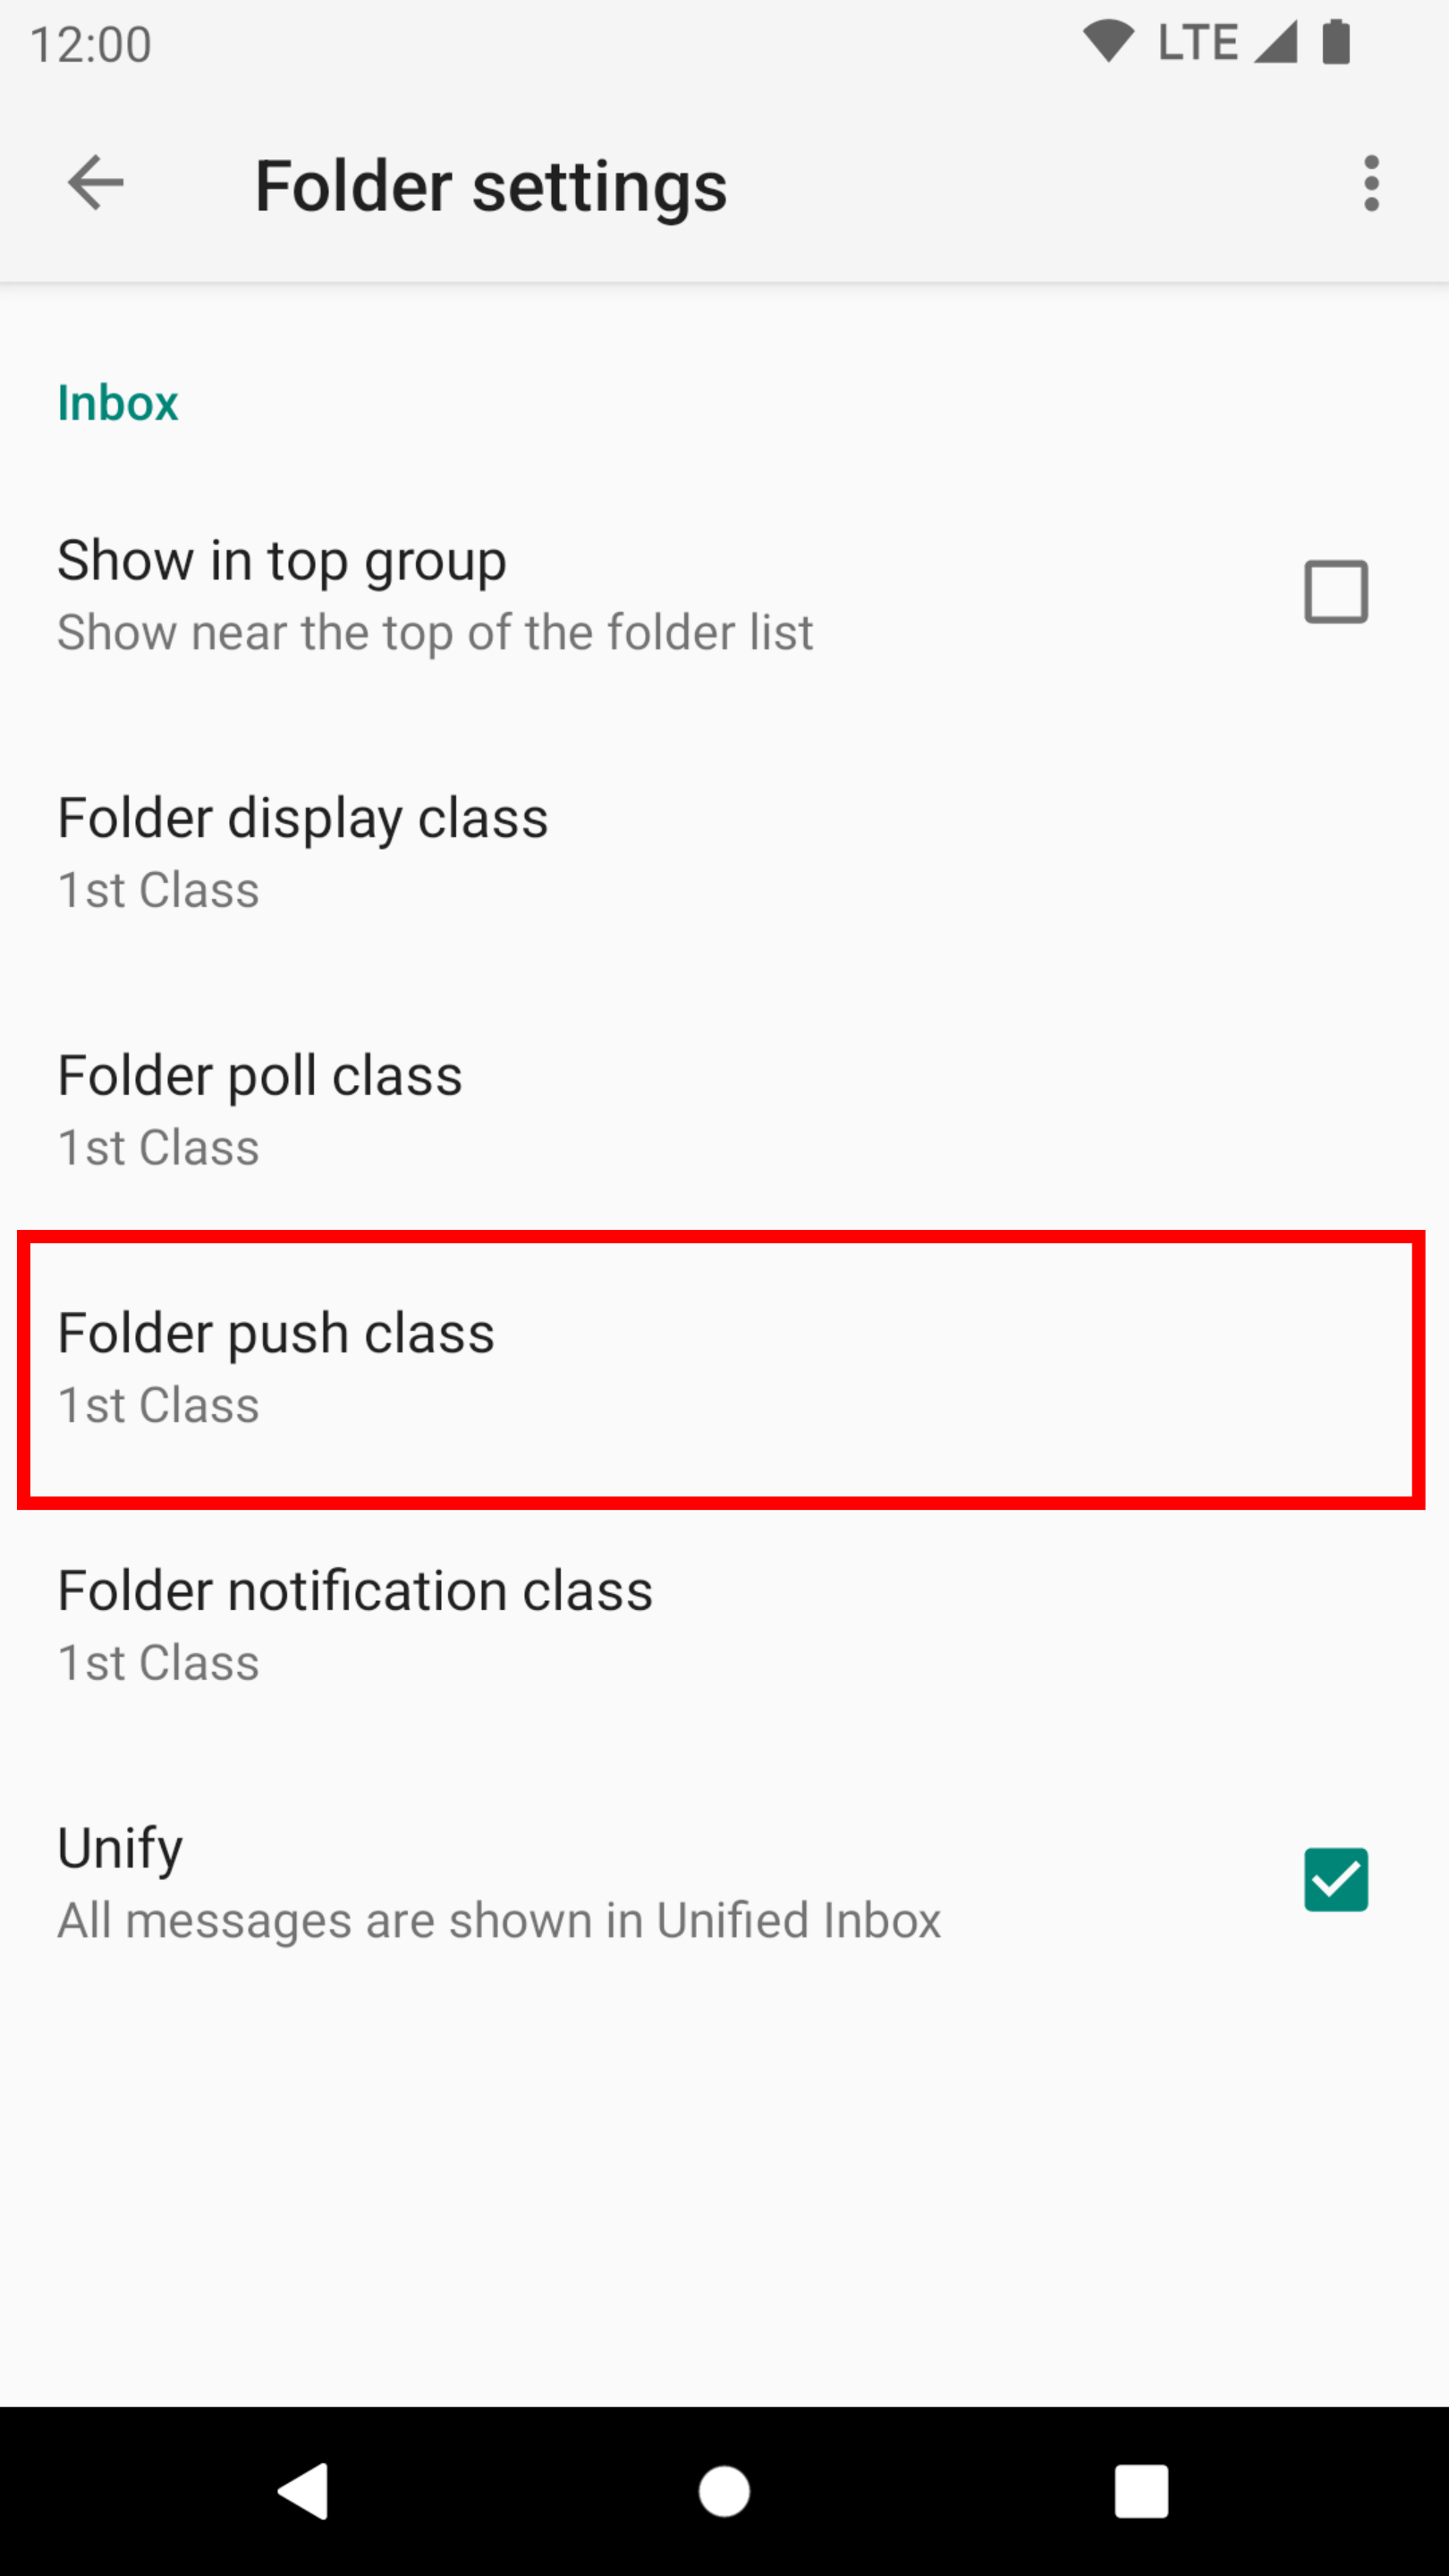 12:00 LTE
Folder settings
Inbox
Show in top group
Show near the top of the folder list
Folder display class
1st Class
Folder poll class
1st Class
Folder push class
1st Class
Folder notification class
1st Class
Unify
All messages are shown in Unified Inbox